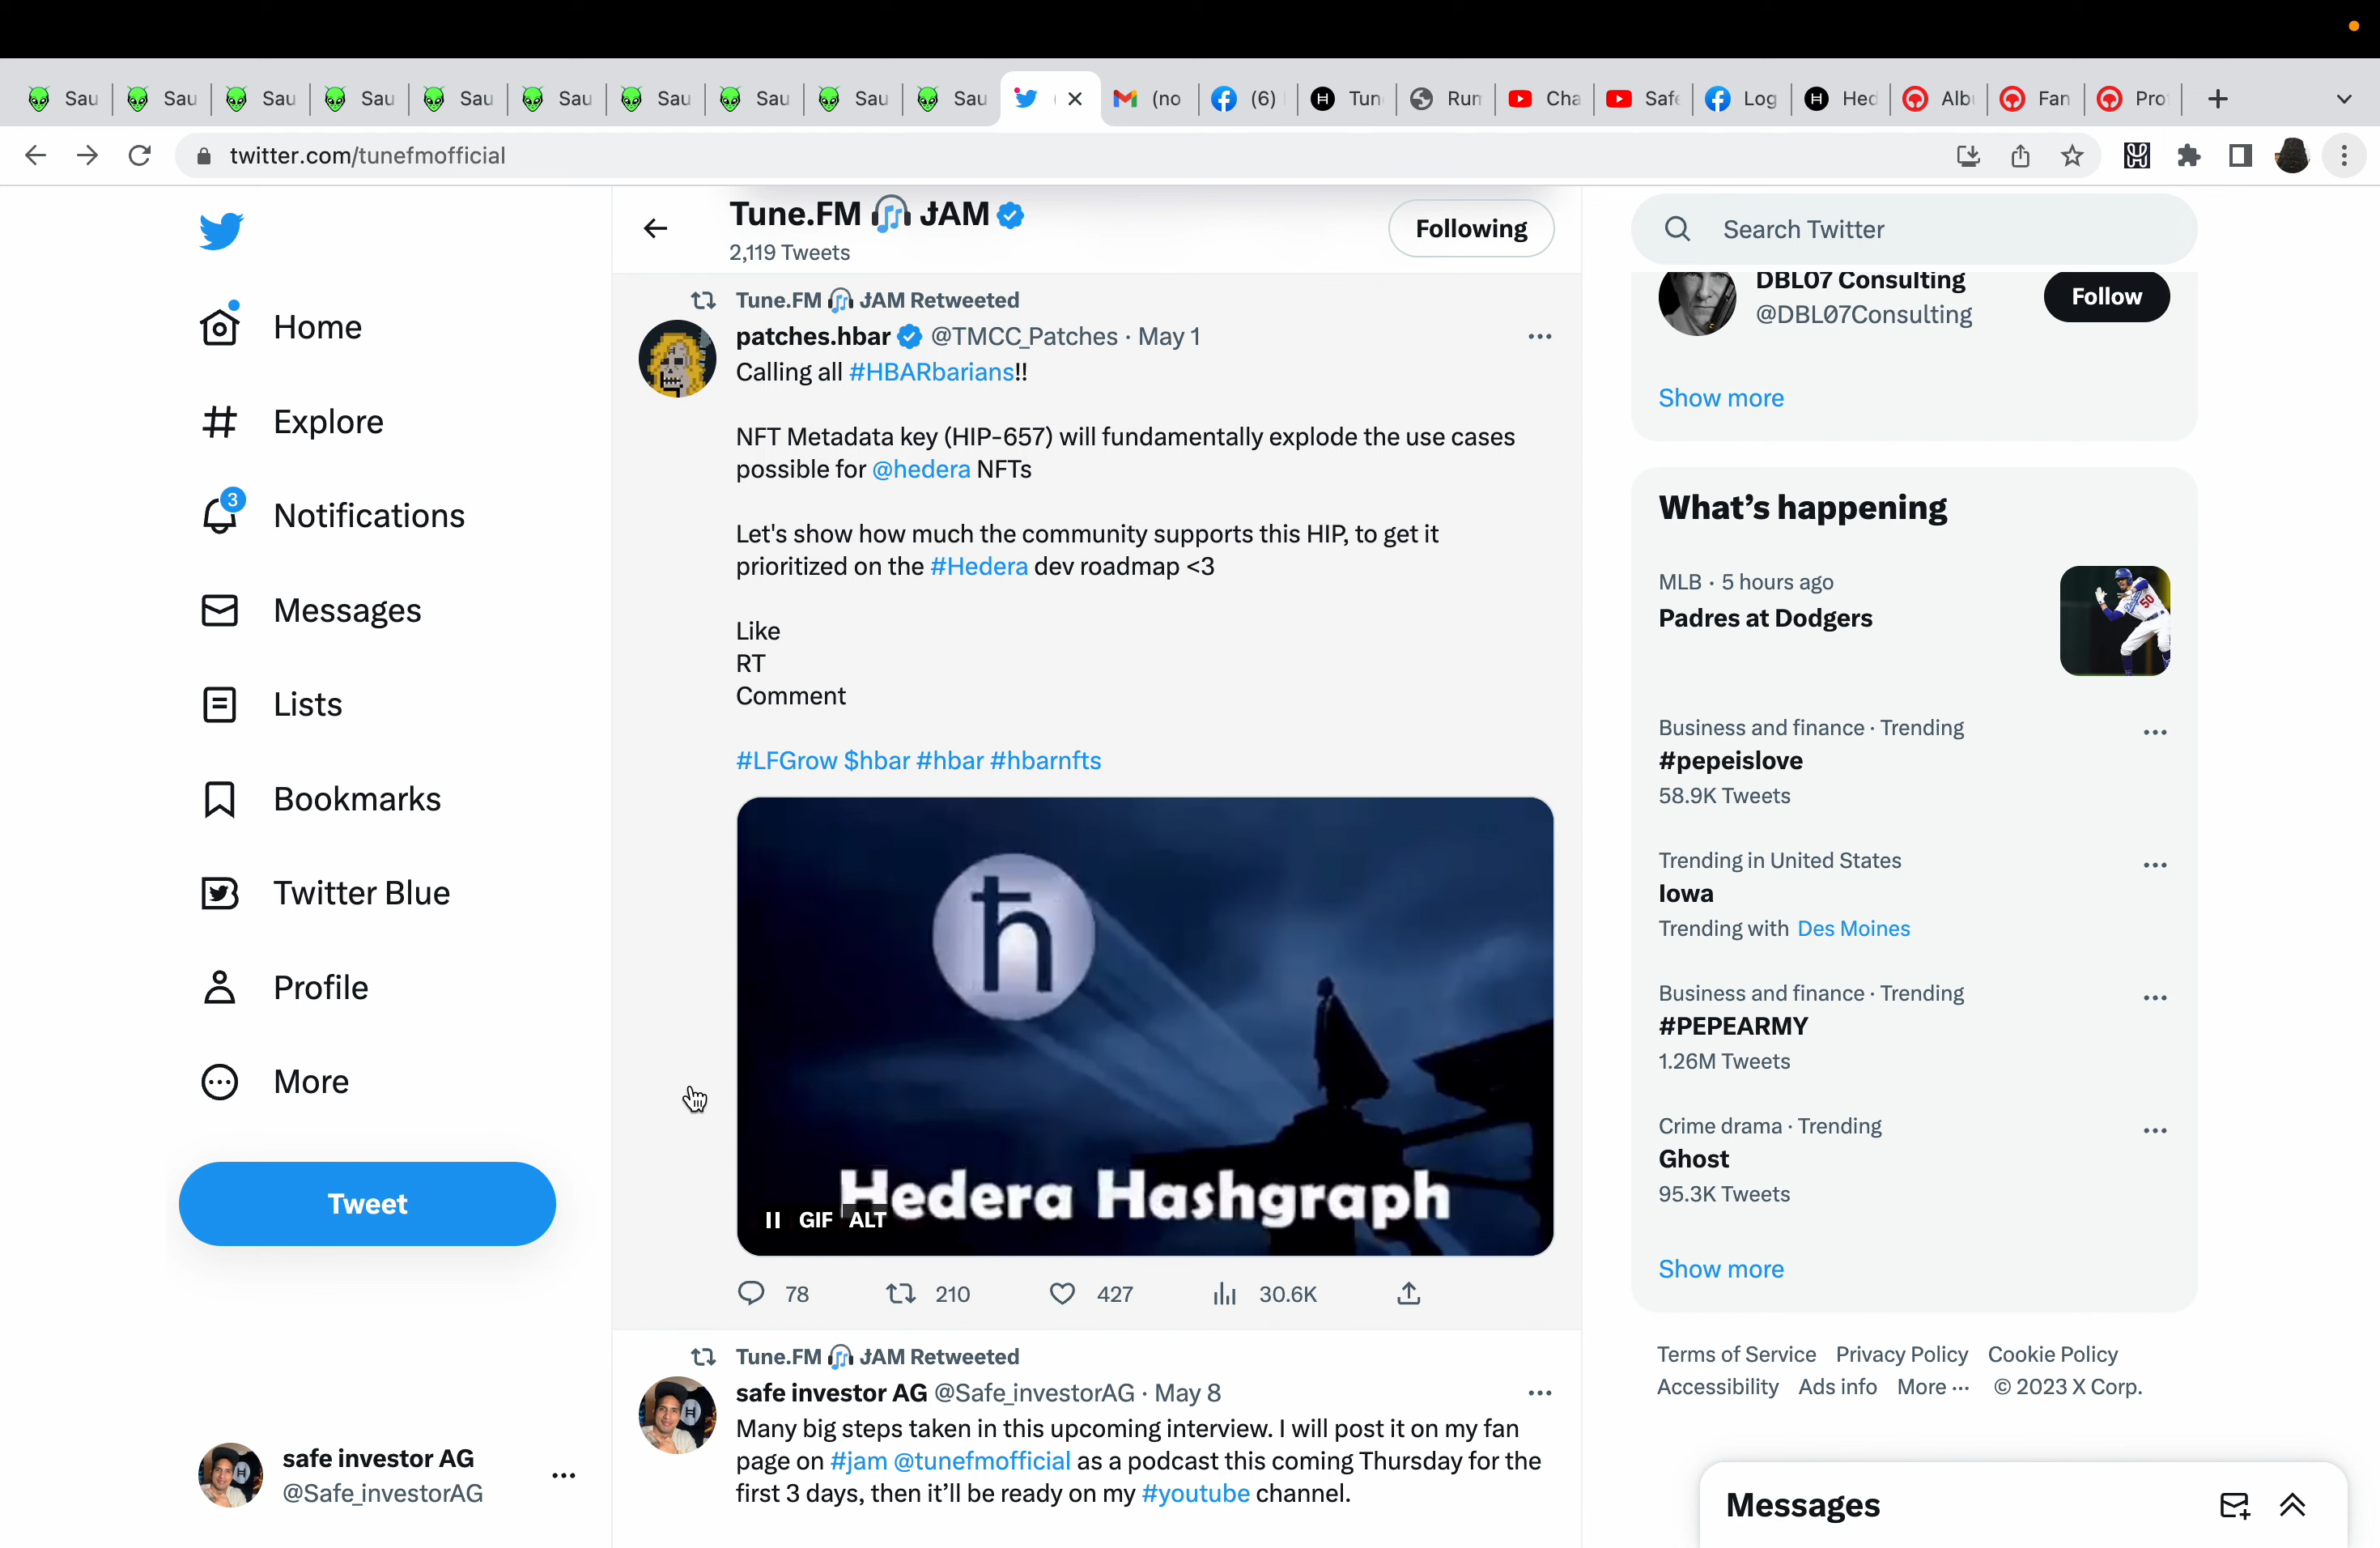 Sau
Sau
Sau
Sau
Sau
Sau
Sau
Sau
Sau
Sau
(no
(6)
Tun
Run
Cha
Safe
Log
Hed
Alb
Fan
Pro
twitter.com/tunefmofficial
Home
Explore
3
Notifications
Messages
Lists
Bookmarks
Twitter Blue
Profile
More
Tweet
safe investor AG
@Safe_investorAG
Tune.FM JAM
2,119 Tweets
Following
Tune.FM JAM Retweeted
patches.hbar @TMCC_Patches · May 1
Calling all #HBARbarians!!
NFT Metadata key (HIP-657) will fundamentally explode the use cases
possible for @hedera NFTs
Let's show how much the community supports this HIP, to get it
prioritized on the #Hedera dev roadmap <3
Like
RT
Comment
#LFGrow $hbar #hbar #hbarnfts
ħ
Hedera Hashgraph
GIF ALT
78 210 427 30.6K
Tune.FM JAM Retweeted
safe investor AG @Safe_investorAG · May 8
Many big steps taken in this upcoming interview. I will post it on my fan
page on #jam @tunefmofficial as a podcast this coming Thursday for the
first 3 days, then it’ll be ready on my #youtube channel.
Search Twitter
DBL07 Consulting
@DBL07Consulting
Follow
Show more
What’s happening
MLB · 5 hours ago
Padres at Dodgers
50
Business and finance · Trending
#pepeislove
58.9K Tweets
Trending in United States
Iowa
Trending with Des Moines
Business and finance · Trending
#PEPEARMY
1.26M Tweets
Crime drama · Trending
Ghost
95.3K Tweets
Show more
Terms of Service Privacy Policy Cookie Policy
Accessibility Ads info More ··· © 2023 X Corp.
Messages